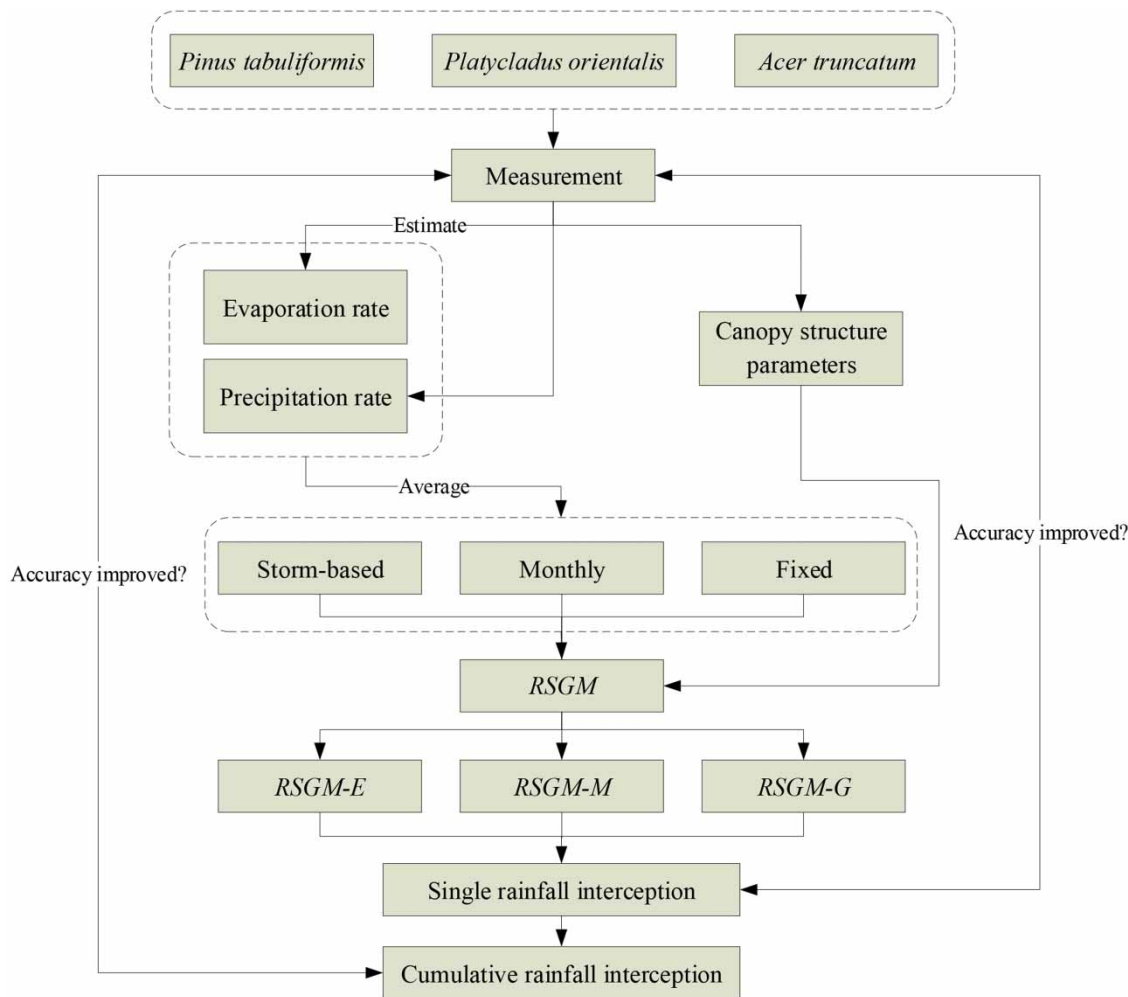 Pinus tabuliformis
Platycladus orientalis
Acer truncatum
Measurement
Estimate
Evaporation rate
Canopy structure
parameters
Precipitation rate
Average
Accuracy improved?
Storm-based
Monthly
Fixed
Accuracy improved?
RSGM
RSGM-E
RSGM-M
RSGM-G
Single rainfall interception
Cumulative rainfall interception